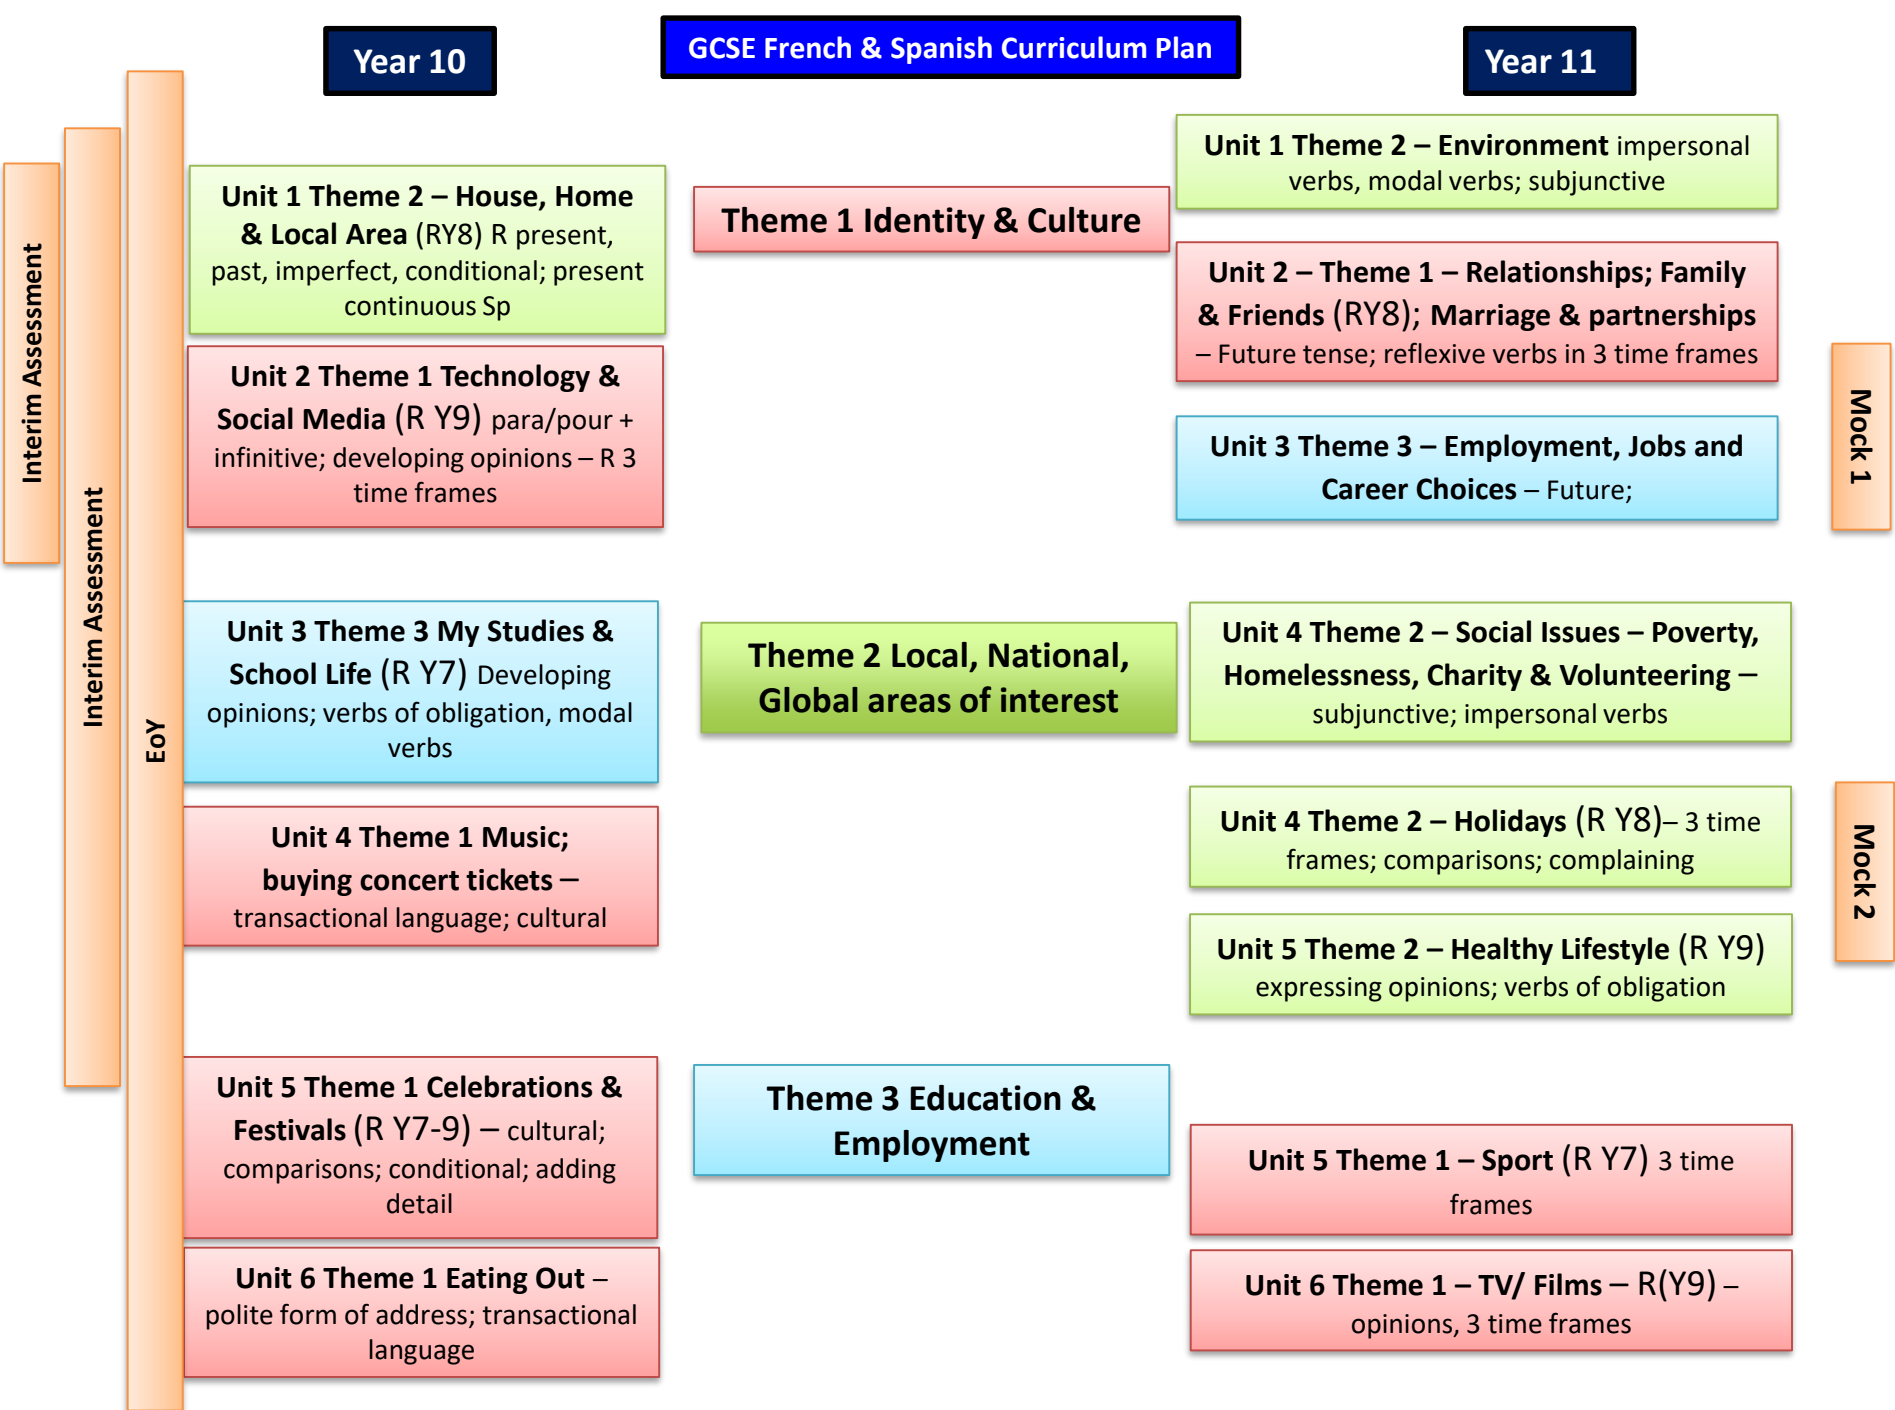 GCSE French & Spanish Curriculum Plan
Year 10
Year 11
Interim Assessment
Interim Assessment
EoY
Unit 1 Theme 2 – House, Home
& Local Area (RY8) R present,
past, imperfect, conditional; present
continuous Sp
Unit 2 Theme 1 Technology &
Social Media (R Y9) para/pour +
infinitive; developing opinions – R 3
time frames
Unit 3 Theme 3 My Studies &
School Life (R Y7) Developing
opinions; verbs of obligation, modal
verbs
Unit 4 Theme 1 Music;
buying concert tickets –
transactional language; cultural
Unit 5 Theme 1 Celebrations &
Festivals (R Y7-9) – cultural;
comparisons; conditional; adding
detail
Unit 6 Theme 1 Eating Out –
polite form of address; transactional
language
Theme 1 Identity & Culture
Theme 2 Local, National,
Global areas of interest
Theme 3 Education &
Employment
Unit 1 Theme 2 – Environment impersonal
verbs, modal verbs; subjunctive
Unit 2 – Theme 1 – Relationships; Family
& Friends (RY8); Marriage & partnerships
– Future tense; reflexive verbs in 3 time frames
Unit 3 Theme 3 – Employment, Jobs and
Career Choices – Future;
Unit 4 Theme 2 – Social Issues – Poverty,
Homelessness, Charity & Volunteering –
subjunctive; impersonal verbs
Unit 4 Theme 2 – Holidays (R Y8)– 3 time
frames; comparisons; complaining
Unit 5 Theme 2 – Healthy Lifestyle (R Y9)
expressing opinions; verbs of obligation
Unit 5 Theme 1 – Sport (R Y7) 3 time
frames
Unit 6 Theme 1 – TV/ Films – R(Y9) –
opinions, 3 time frames
Mock 1
Mock 2